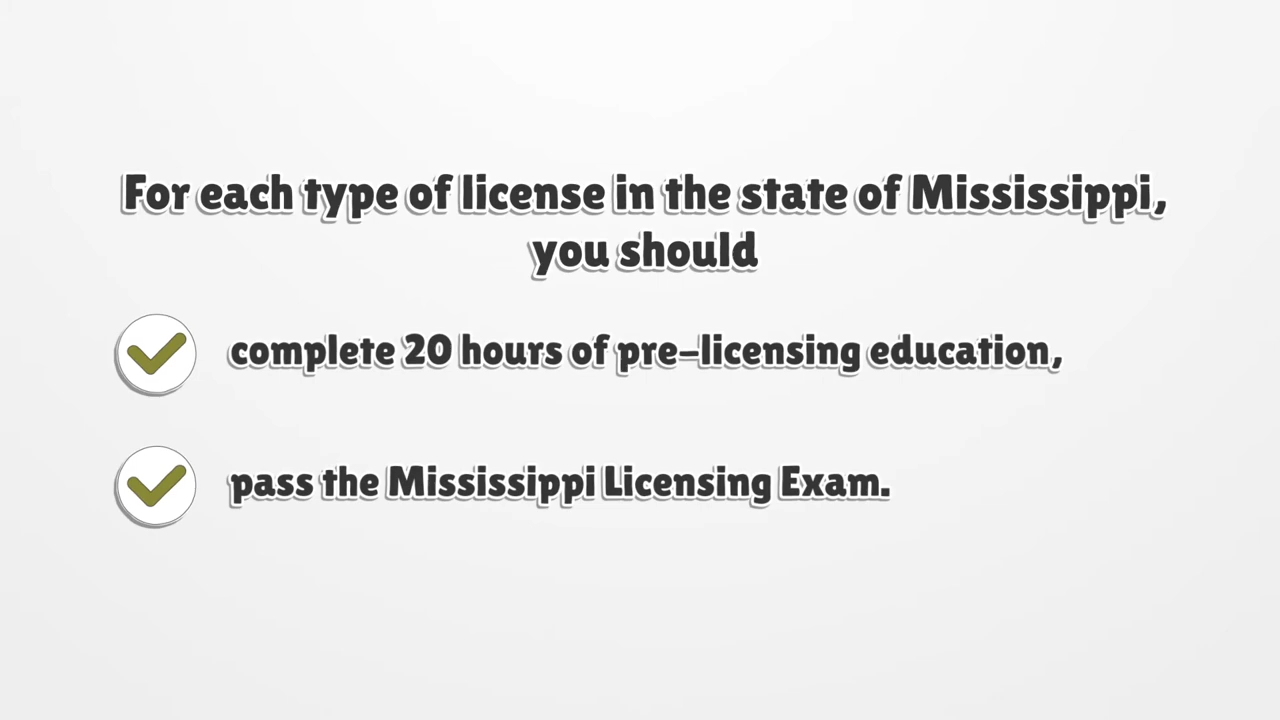 For each type of license in the state of Mississippi,
you should
complete 20 hours of pre-licensing education,
pass the Mississippi Licensing Exam.